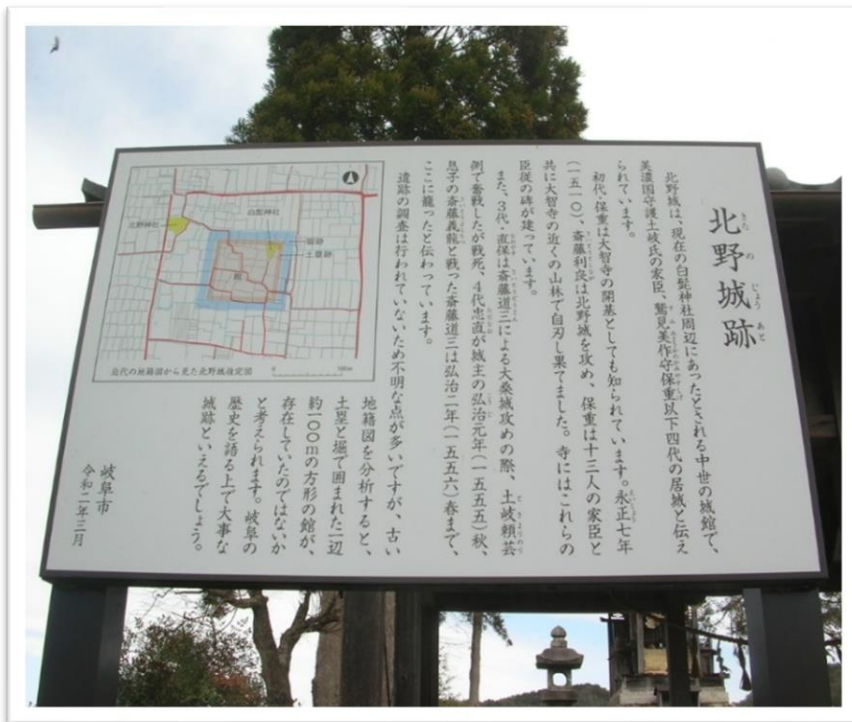 北野城跡
きた の じょう あと
北野城は、現在の白髭神社周辺にあったとされる中世の城館で、
美濃国守護土岐氏の家臣、鷲見美作守保重以下四代の居城と伝え
られています。
初代・保重は大智寺の開基としても知られています。永正七年
(一五一〇)、斎藤利良は北野城を攻め、保重は十三人の家臣と
共に大智寺の近くの山林で自刃し果てました。寺にはこれらの
臣従の碑が建っています。
また、3代・直保は斎藤道三による大桑城攻めの際、土岐頼芸
側で奮戦したが戦死、4代忠直が城主の弘治元年(一五五五)秋、
息子の斎藤義龍と戦った斎藤道三は弘治二年(一五五六)春まで、
ここに籠ったと伝わっています。
遺跡の調査は行われていないため不明な点が多いですが、古い
地籍図を分析すると、
土塁と堀で囲まれた一辺
約一〇〇mの方形の館が、
存在していたのではないか
と考えられます。岐阜の
歴史を語る上で大事な
城跡といえるでしょう。
岐阜市
令和二年三月
北野神社
白髭神社
堀跡
土塁跡
館
近代の地籍図から見た北野城推定図
0 100m